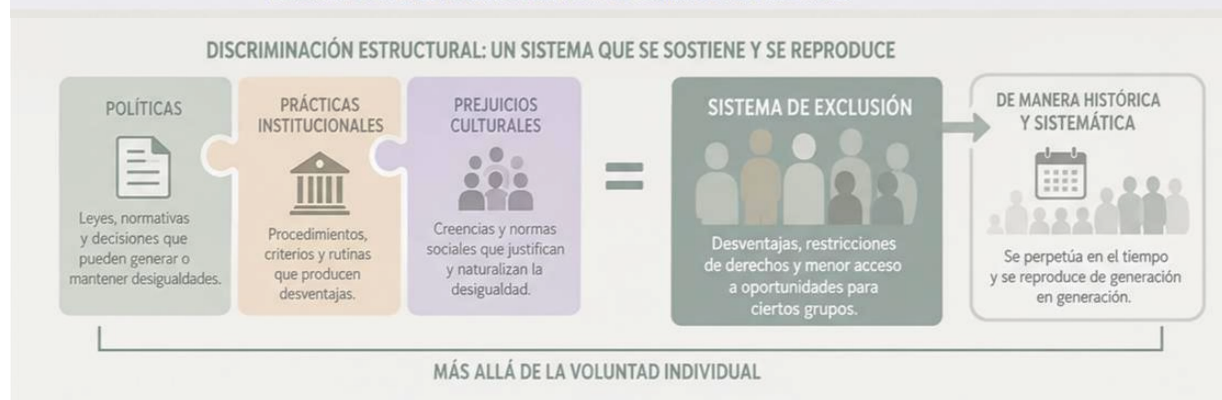 DISCRIMINACIÓN ESTRUCTURAL: UN SISTEMA QUE SE SOSTIENE Y SE REPRODUCE
POLÍTICAS
Leyes, normativas
y decisiones que
pueden generar o
mantener desigualdades.
PRÁCTICAS
INSTITUCIONALES
Procedimientos,
criterios y rutinas
que producen
desventajas.
PREJUICIOS
CULTURALES
Creencias y normas
sociales que justifican
y naturalizan la
desigualdad.
=
SISTEMA DE EXCLUSIÓN
Desventajas, restricciones
de derechos y menor acceso
a oportunidades para
ciertos grupos.
DE MANERA HISTÓRICA
Y SISTEMÁTICA
Se perpetúa en el tiempo
y se reproduce de generación
en generación.
MÁS ALLÁ DE LA VOLUNTAD INDIVIDUAL